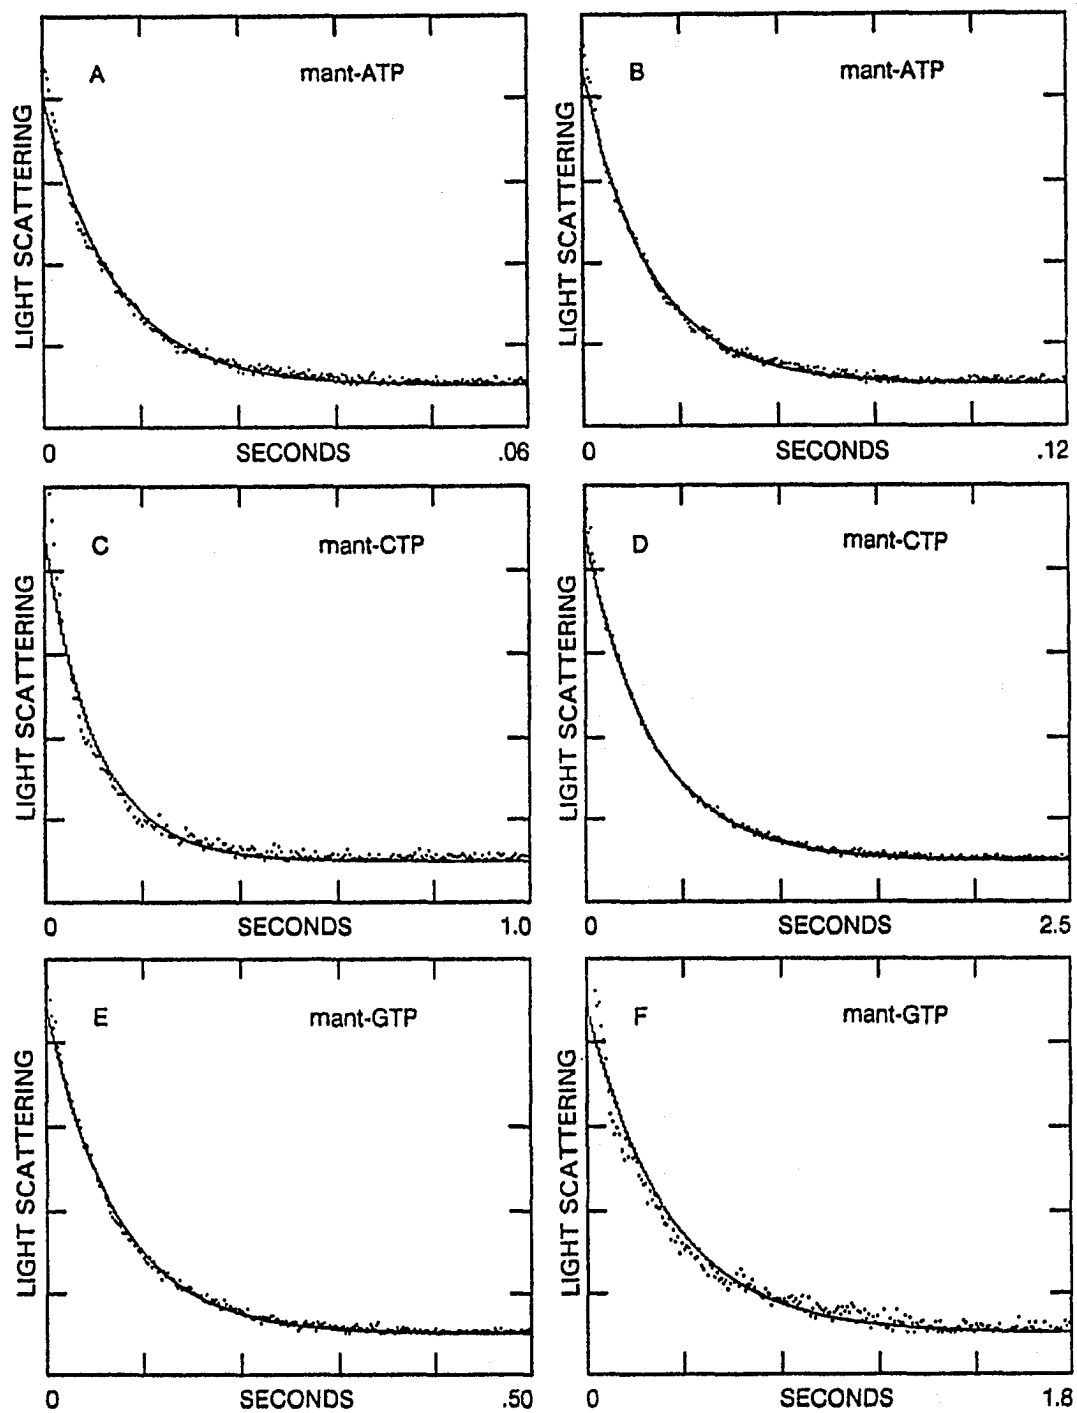 A mant-ATP
LIGHT SCATTERING
0 SECONDS .06
B mant-ATP
LIGHT SCATTERING
0 SECONDS .12
C mant-CTP
LIGHT SCATTERING
0 SECONDS 1.0
D mant-CTP
LIGHT SCATTERING
0 SECONDS 2.5
E mant-GTP
LIGHT SCATTERING
0 SECONDS .50
F mant-GTP
LIGHT SCATTERING
0 SECONDS 1.8